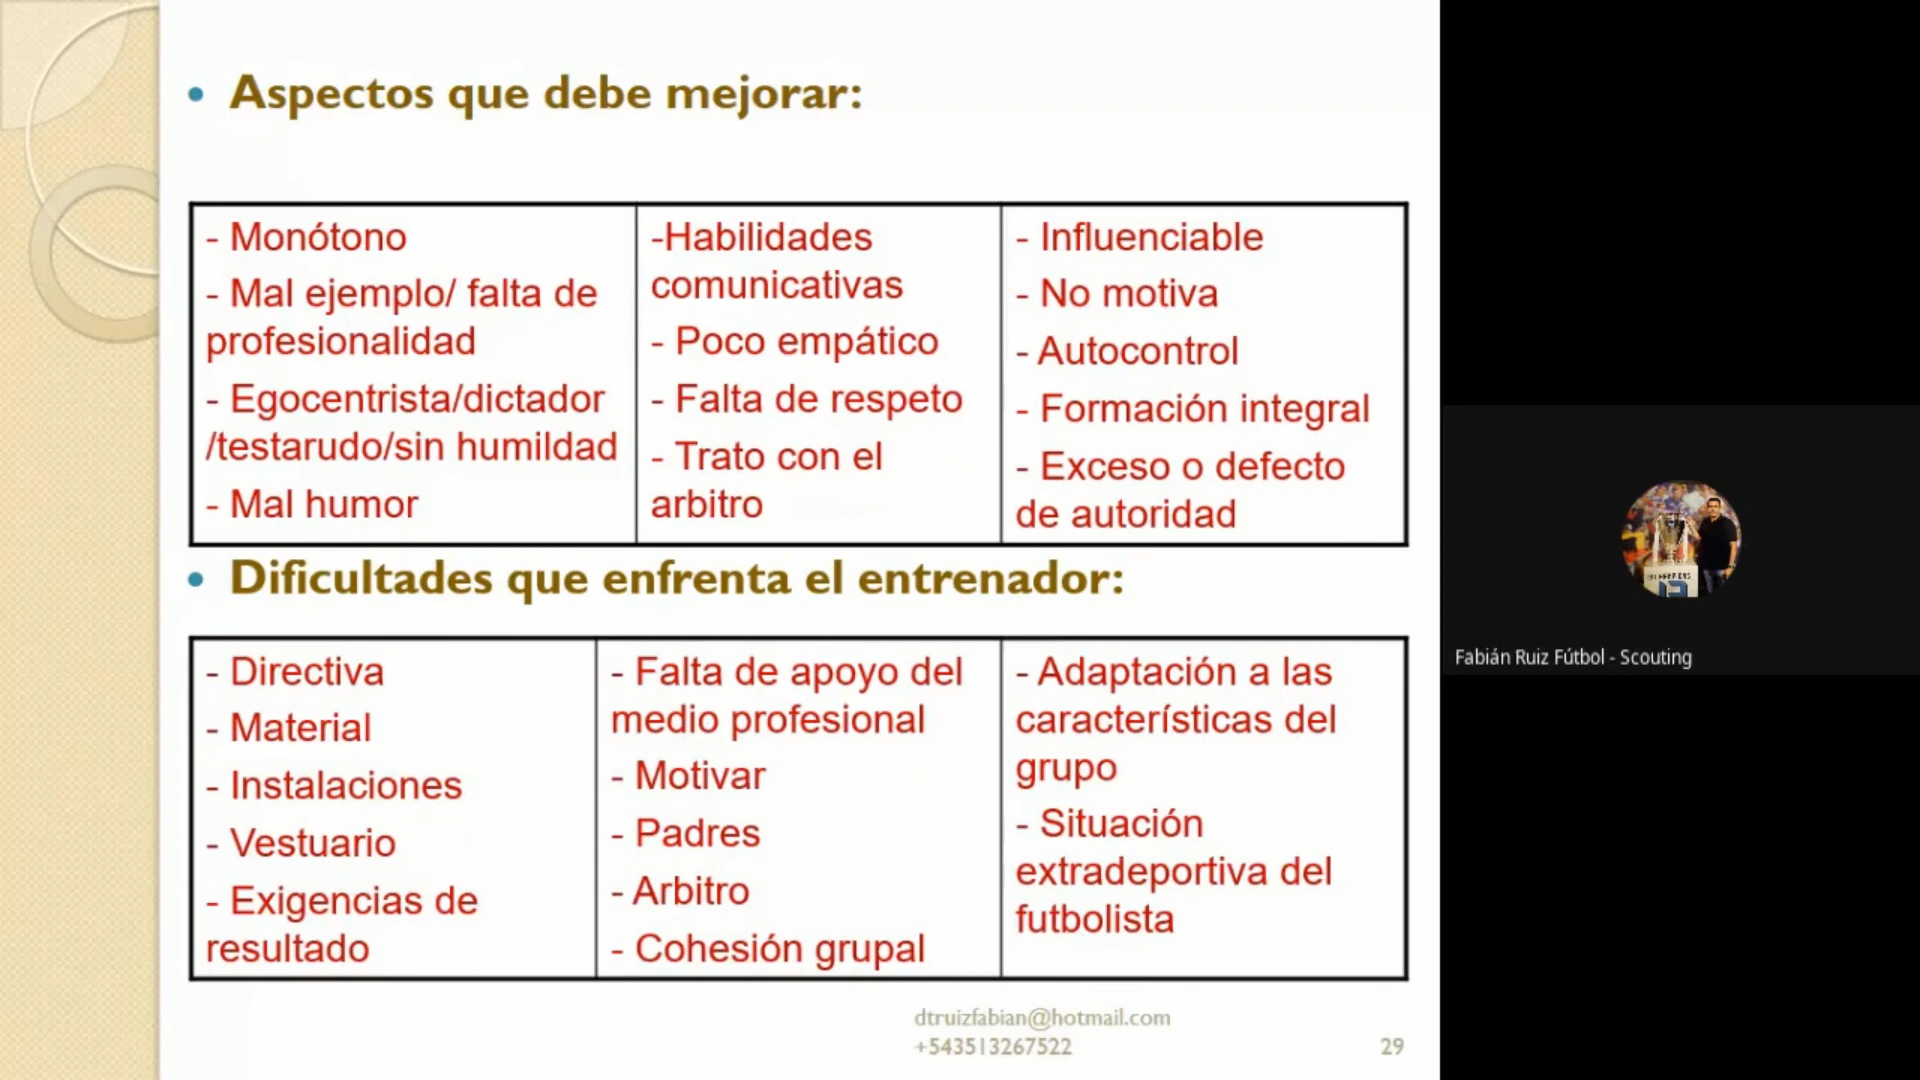 • Aspectos que debe mejorar:
- Monótono
- Mal ejemplo/ falta de
profesionalidad
- Egocentrista/dictador
/testarudo/sin humildad
- Mal humor
-Habilidades
comunicativas
- Poco empático
- Falta de respeto
- Trato con el
arbitro
- Influenciable
- No motiva
- Autocontrol
- Formación integral
- Exceso o defecto
de autoridad
• Dificultades que enfrenta el entrenador:
- Directiva
- Material
- Instalaciones
- Vestuario
- Exigencias de
resultado
- Falta de apoyo del
medio profesional
- Motivar
- Padres
- Arbitro
- Cohesión grupal
- Adaptación a las
características del
grupo
- Situación
extradeportiva del
futbolista
dtruizfabian@hotmail.com
+543513267522
29
Fabián Ruiz Fútbol - Scouting